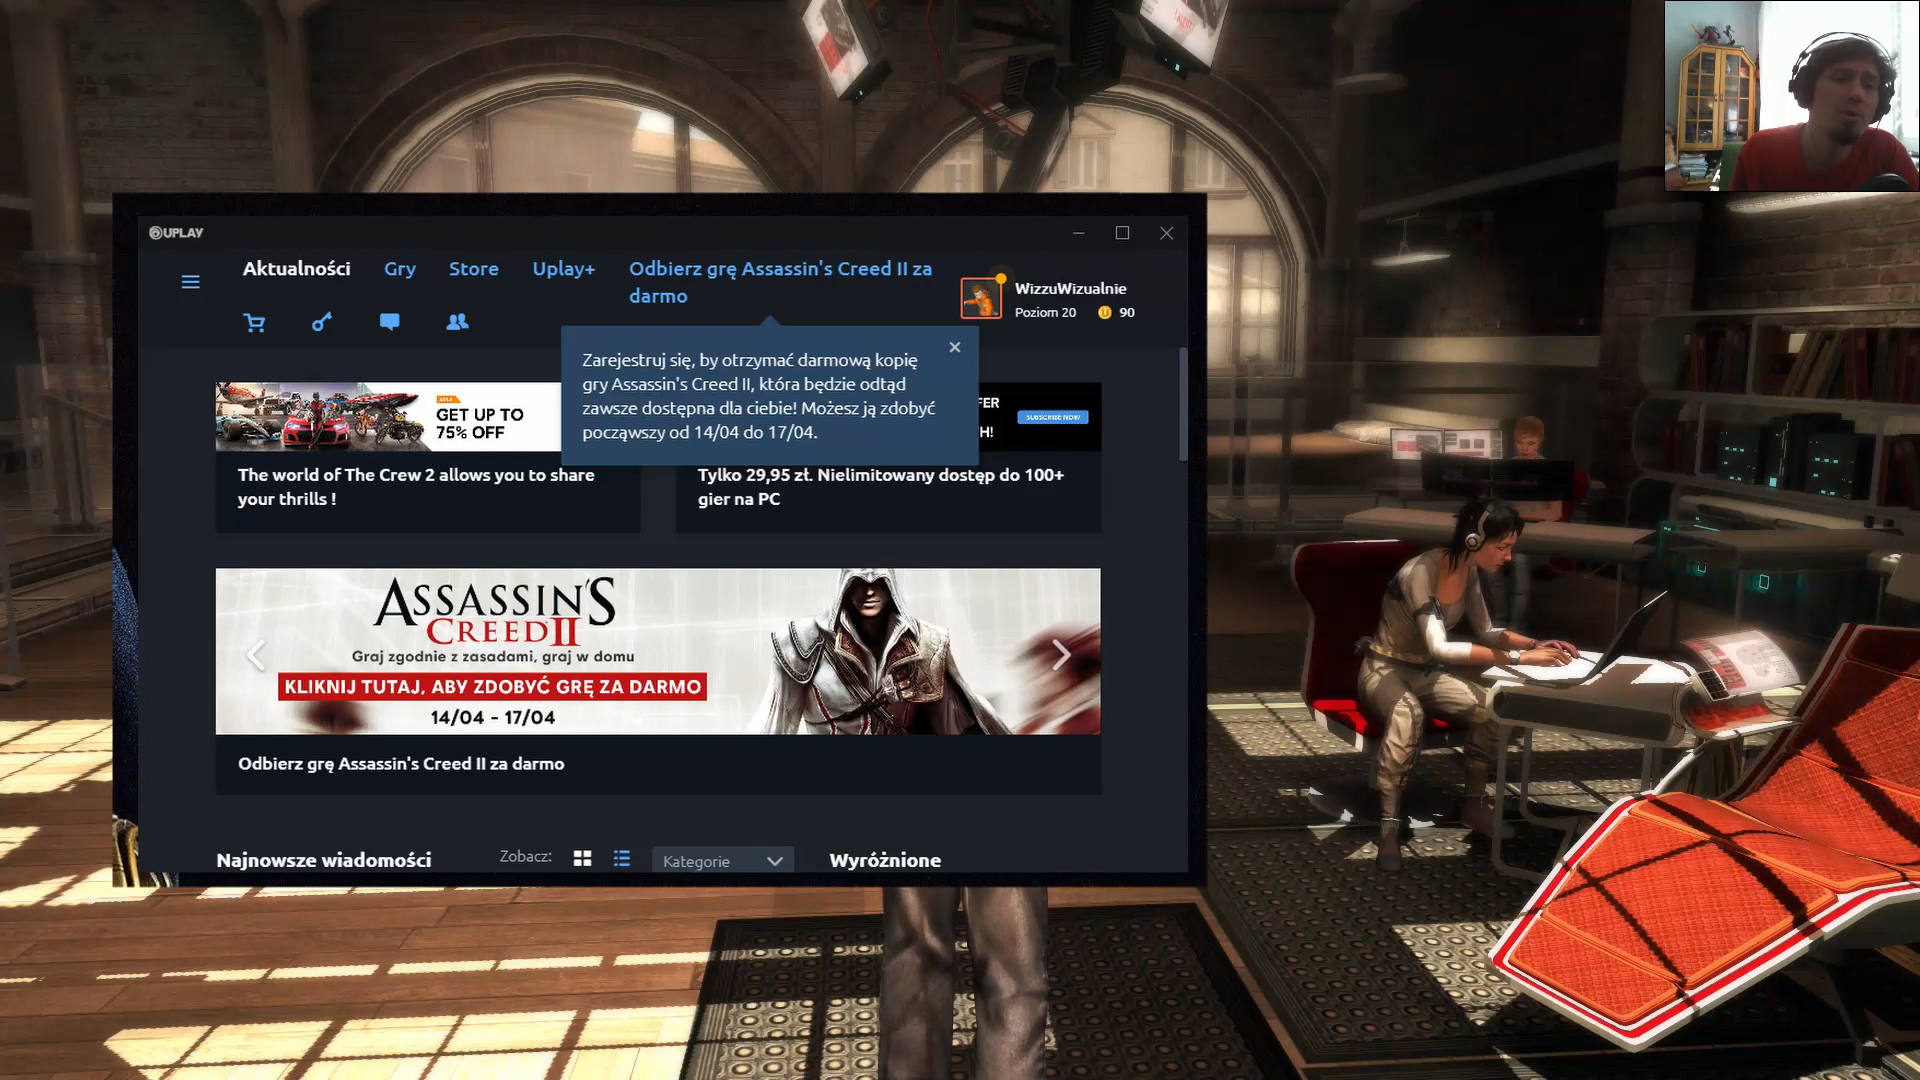 UPLAY
Aktualności
Gry
Store
Uplay+
Odbierz grę Assassin's Creed II za
darmo
WizzuWizualnie
Poziom 20
90
Zarejestruj się, by otrzymać darmową kopię
gry Assassin's Creed II, która będzie odtąd
zawsze dostępna dla ciebie! Możesz ją zdobyć
począwszy od 14/04 do 17/04.
SALE
GET UP TO
75% OFF
FER
H!
SUBSCRIBE NOW
The world of The Crew 2 allows you to share
your thrills !
Tylko 29,95 zł. Nielimitowany dostęp do 100+
gier na PC
ASSASSIN'S
CREED II
Graj zgodnie z zasadami, graj w domu
KLIKNIJ TUTAJ, ABY ZDOBYĆ GRĘ ZA DARMO
14/04 - 17/04
Odbierz grę Assassin's Creed II za darmo
Najnowsze wiadomości
Zobacz:
Kategorie
Wyróżnione